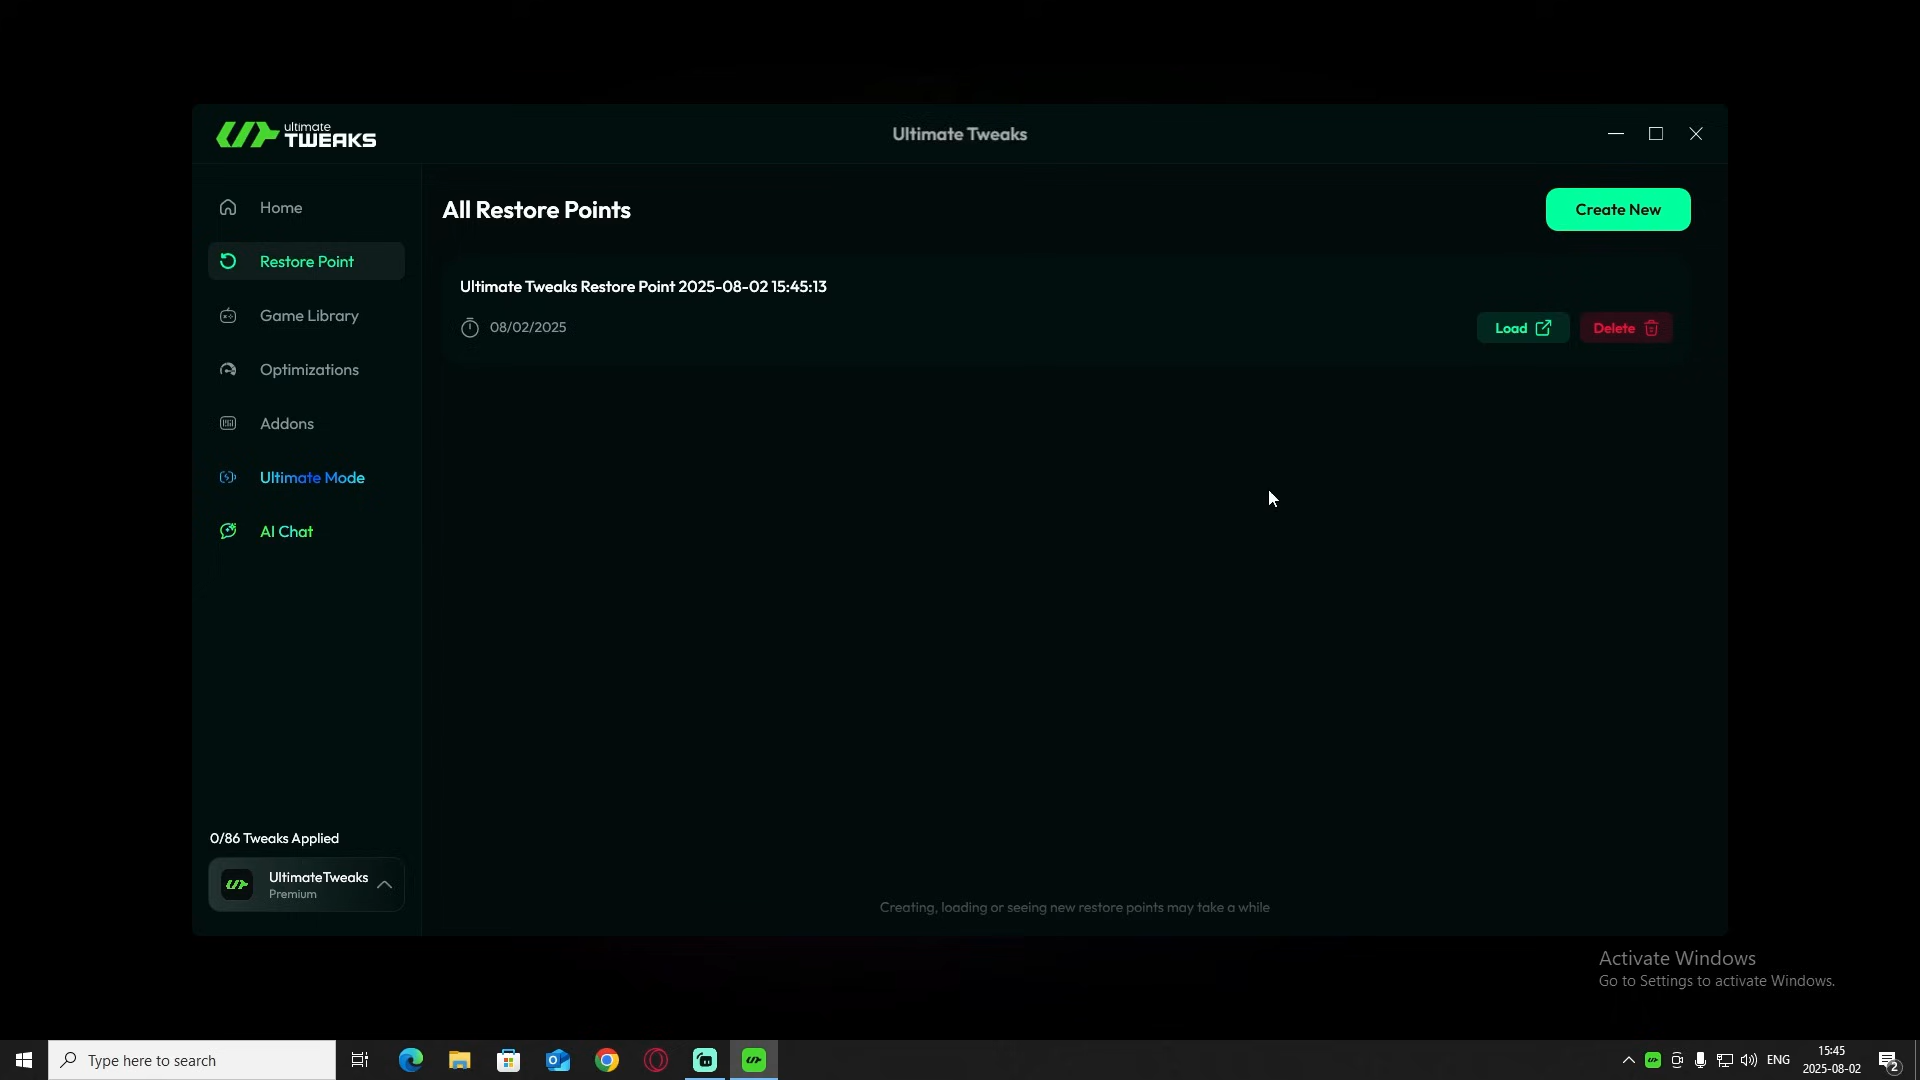 ultimate
TWEAKS
Ultimate Tweaks
Home
Restore Point
Game Library
Optimizations
Addons
Ultimate Mode
AI Chat
All Restore Points
Create New
Ultimate Tweaks Restore Point 2025-08-02 15:45:13
08/02/2025
Load
Delete
0/86 Tweaks Applied
UltimateTweaks
Premium
Creating, loading or seeing new restore points may take a while
Activate Windows
Go to Settings to activate Windows.
Type here to search
ENG
15:45
2025-08-02
2